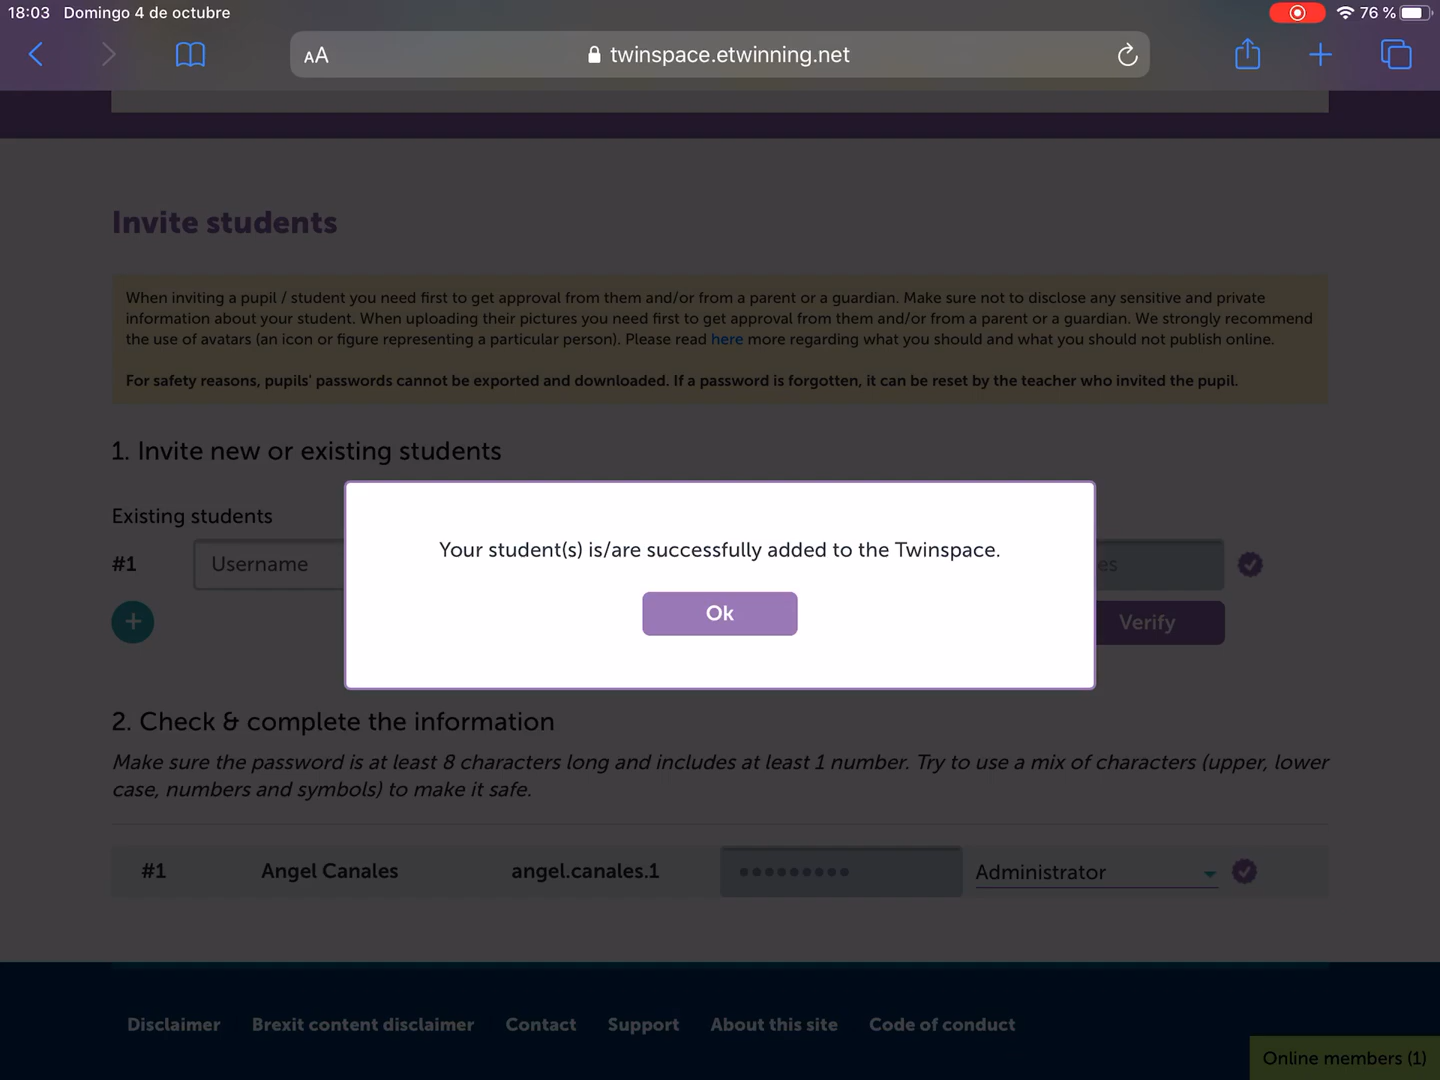 18:03 Domingo 4 de octubre
76 %
AA
twinspace.etwinning.net
Invite students
When inviting a pupil / student you need first to get approval from them and/or from a parent or a guardian. Make sure not to disclose any sensitive and private
information about your student. When uploading their pictures you need first to get approval from them and/or from a parent or a guardian. We strongly recommend
the use of avatars (an icon or figure representing a particular person). Please read here more regarding what you should and what you should not publish online.
For safety reasons, pupils' passwords cannot be exported and downloaded. If a password is forgotten, it can be reset by the teacher who invited the pupil.
1. Invite new or existing students
Existing students
#1 Username
es
Your student(s) is/are successfully added to the Twinspace.
Ok
Verify
2. Check & complete the information
Make sure the password is at least 8 characters long and includes at least 1 number. Try to use a mix of characters (upper, lower
case, numbers and symbols) to make it safe.
#1 Angel Canales angel.canales.1 ••••••••• Administrator
Disclaimer Brexit content disclaimer Contact Support About this site Code of conduct
Online members (1)